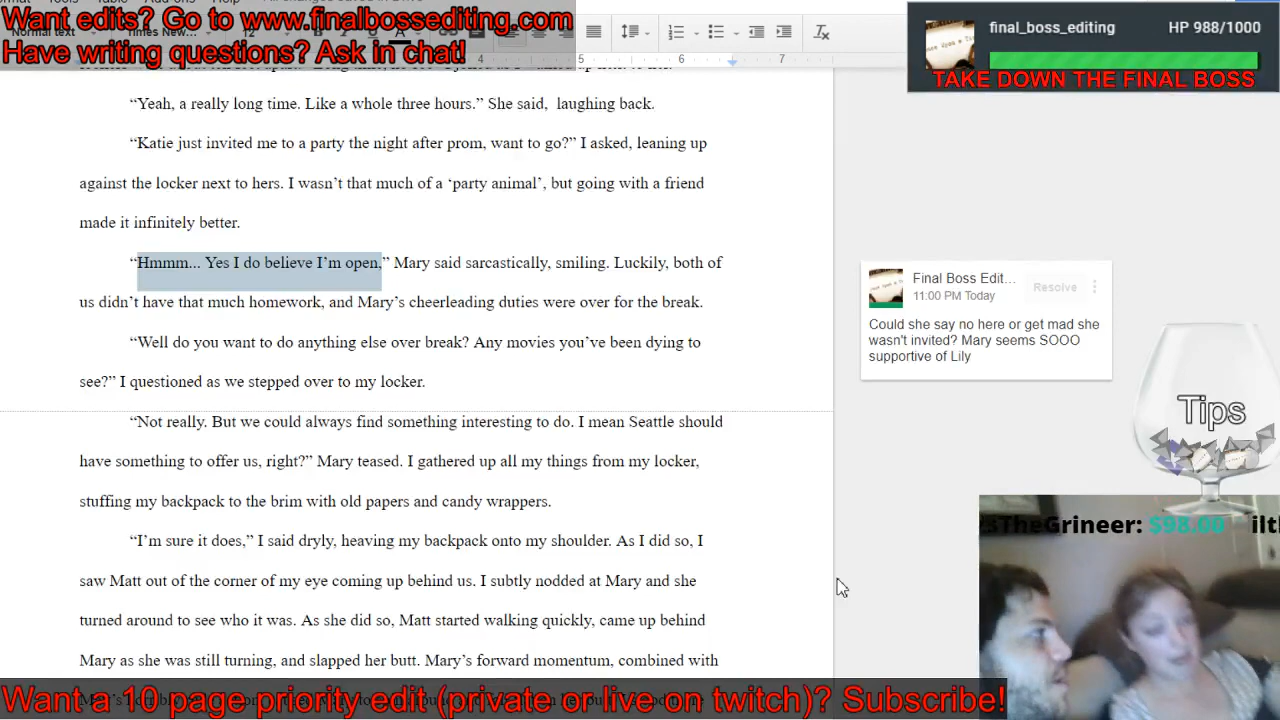 Want edits? Go to www.finalbossediting.com
Have writing questions? Ask in chat!
final_boss_editing HP 988/1000
TAKE DOWN THE FINAL BOSS
4 5 6 7
“Yeah, a really long time. Like a whole three hours.” She said,  laughing back.
“Katie just invited me to a party the night after prom, want to go?” I asked, leaning up
against the locker next to hers. I wasn’t that much of a ‘party animal’, but going with a friend
made it infinitely better.
“Hmmm... Yes I do believe I’m open,” Mary said sarcastically, smiling. Luckily, both of
us didn’t have that much homework, and Mary’s cheerleading duties were over for the break.
“Well do you want to do anything else over break? Any movies you’ve been dying to
see?” I questioned as we stepped over to my locker.
“Not really. But we could always find something interesting to do. I mean Seattle should
have something to offer us, right?” Mary teased. I gathered up all my things from my locker,
stuffing my backpack to the brim with old papers and candy wrappers.
“I’m sure it does,” I said dryly, heaving my backpack onto my shoulder. As I did so, I
saw Matt out of the corner of my eye coming up behind us. I subtly nodded at Mary and she
turned around to see who it was. As she did so, Matt started walking quickly, came up behind
Mary as she was still turning, and slapped her butt. Mary’s forward momentum, combined with
Final Boss Edit...
11:00 PM Today
Resolve
Could she say no here or get mad she
wasn't invited? Mary seems SOOO
supportive of Lily
Tips
TheGrineer: $98.00
Want a 10 page priority edit (private or live on twitch)? Subscribe!